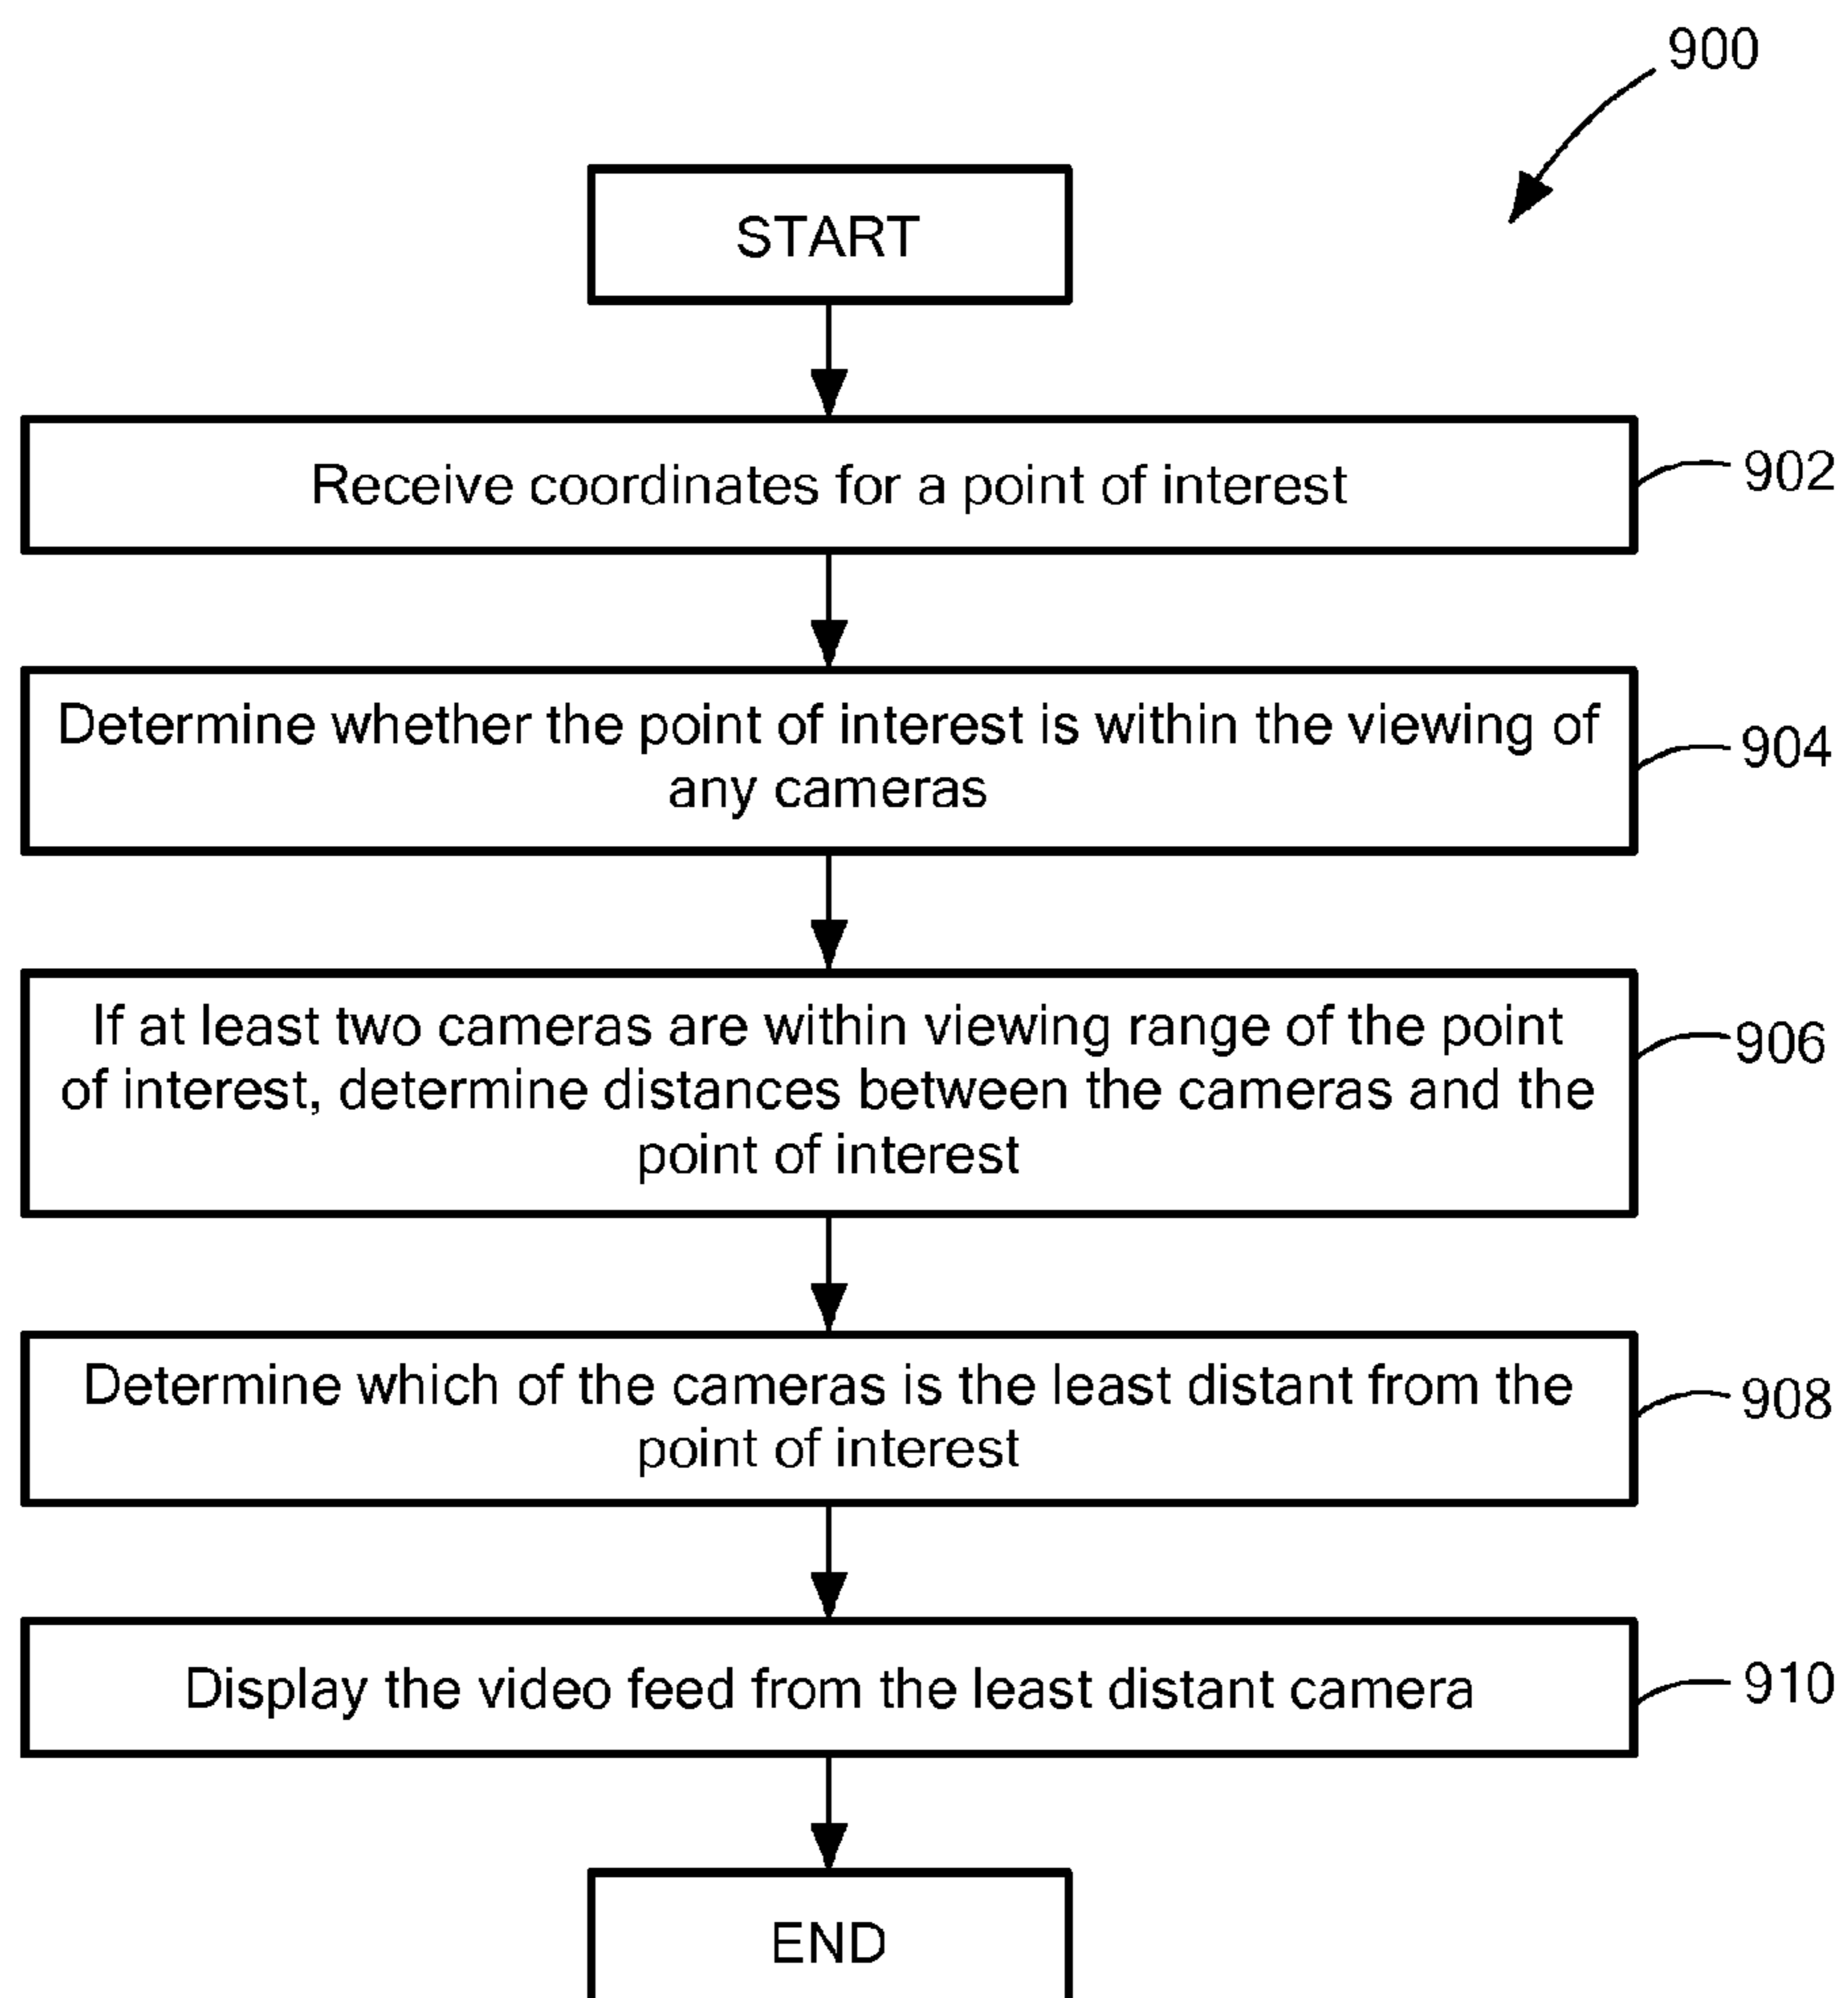 900
START
Receive coordinates for a point of interest
902
Determine whether the point of interest is within the viewing of
any cameras
904
If at least two cameras are within viewing range of the point
of interest, determine distances between the cameras and the
point of interest
906
Determine which of the cameras is the least distant from the
point of interest
908
Display the video feed from the least distant camera
910
END